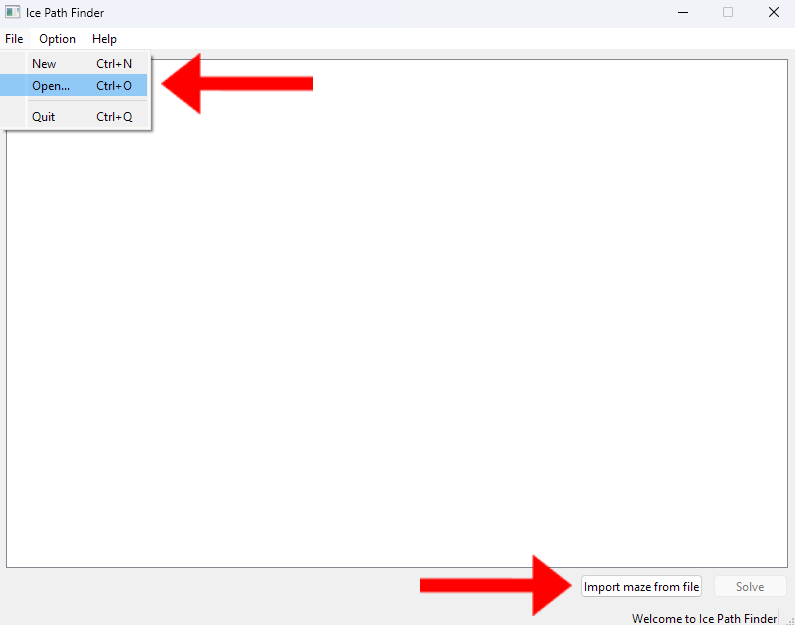 Ice Path Finder
File Option Help
New Ctrl+N
Open... Ctrl+O
Quit Ctrl+Q
Import maze from file Solve
Welcome to Ice Path Finder